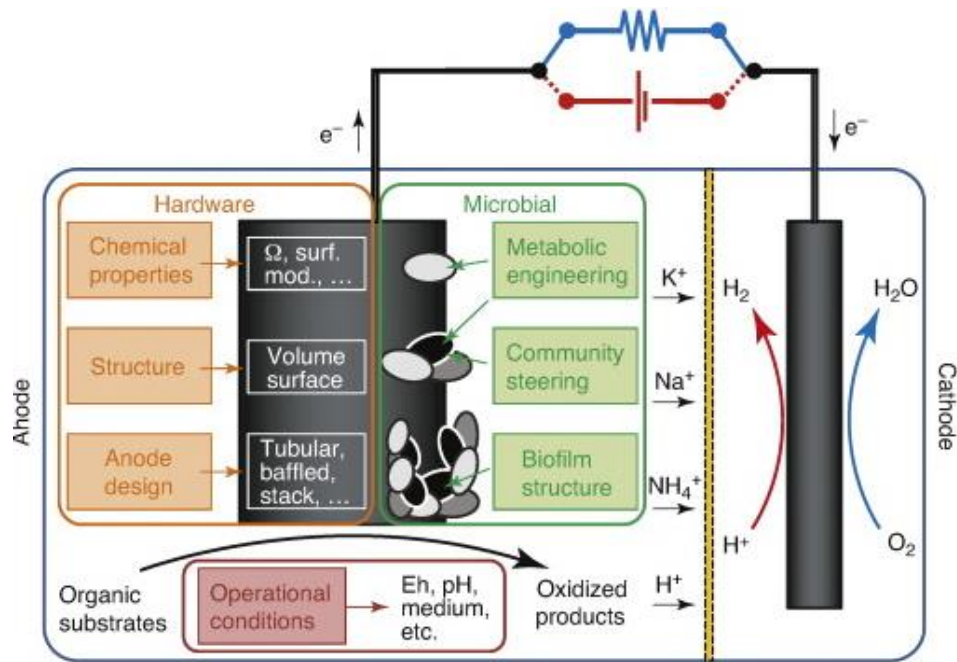 e⁻
e⁻
Hardware
Microbial
Chemical
properties
Ω, surf.
mod., ...
Metabolic
engineering
K⁺
H₂
H₂O
Structure
Volume
surface
Community
steering
Na⁺
Anode
Cathode
Anode
design
Tubular,
baffled,
stack, ...
Biofilm
structure
NH₄⁺
H⁺
O₂
Organic
substrates
Operational
conditions
Eh, pH,
medium,
etc.
Oxidized
products
H⁺